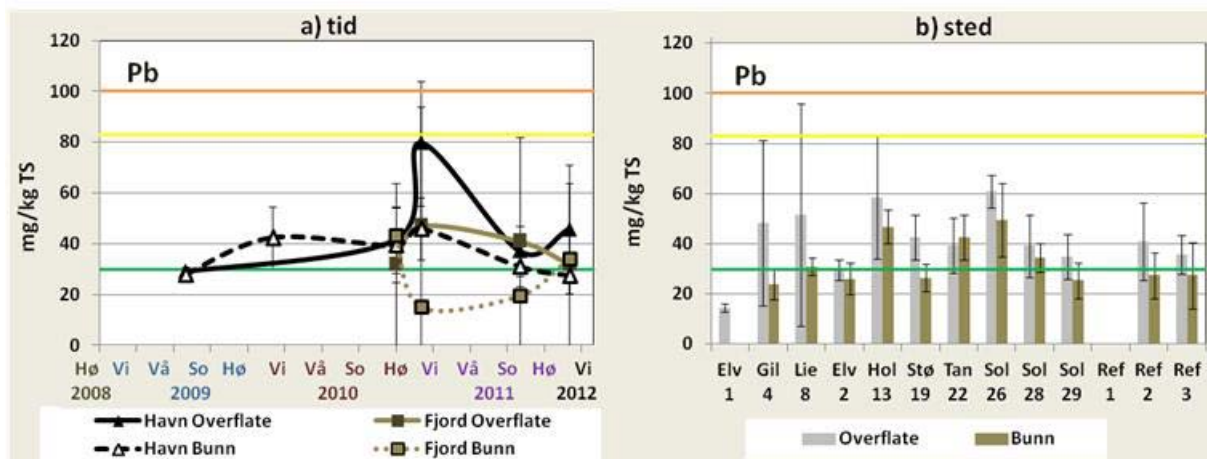 a) tid
Pb
mg/kg TS
120
100
80
60
40
20
0
Hø Vi Vå So Hø Vi Vå So Hø Vi Vå So Hø Vi
2008 2009 2010 2011 2012
Havn Overflate Fjord Overflate
Havn Bunn Fjord Bunn
b) sted
Pb
mg/kg TS
120
100
80
60
40
20
0
Elv Gil Lie Elv Hol Stø Tan Sol Sol Sol Ref Ref Ref
1 4 8 2 13 19 22 26 28 29 1 2 3
Overflate Bunn